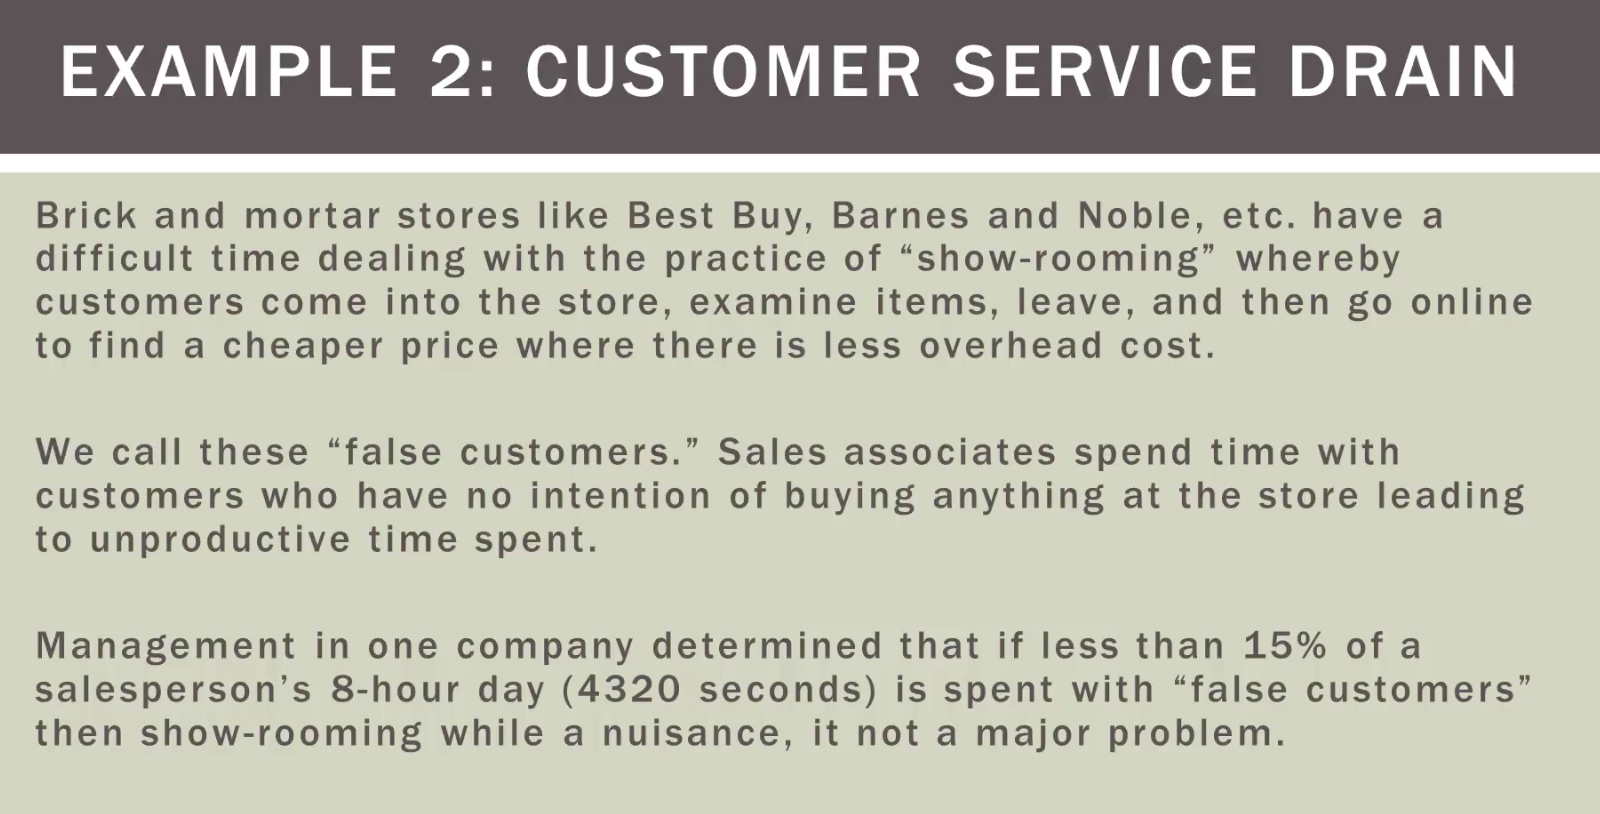 EXAMPLE 2: CUSTOMER SERVICE DRAIN
Brick and mortar stores like Best Buy, Barnes and Noble, etc. have a
difficult time dealing with the practice of “show-rooming” whereby
customers come into the store, examine items, leave, and then go online
to find a cheaper price where there is less overhead cost.
We call these “false customers.” Sales associates spend time with
customers who have no intention of buying anything at the store leading
to unproductive time spent.
Management in one company determined that if less than 15% of a
salesperson’s 8-hour day (4320 seconds) is spent with “false customers”
then show-rooming while a nuisance, it not a major problem.